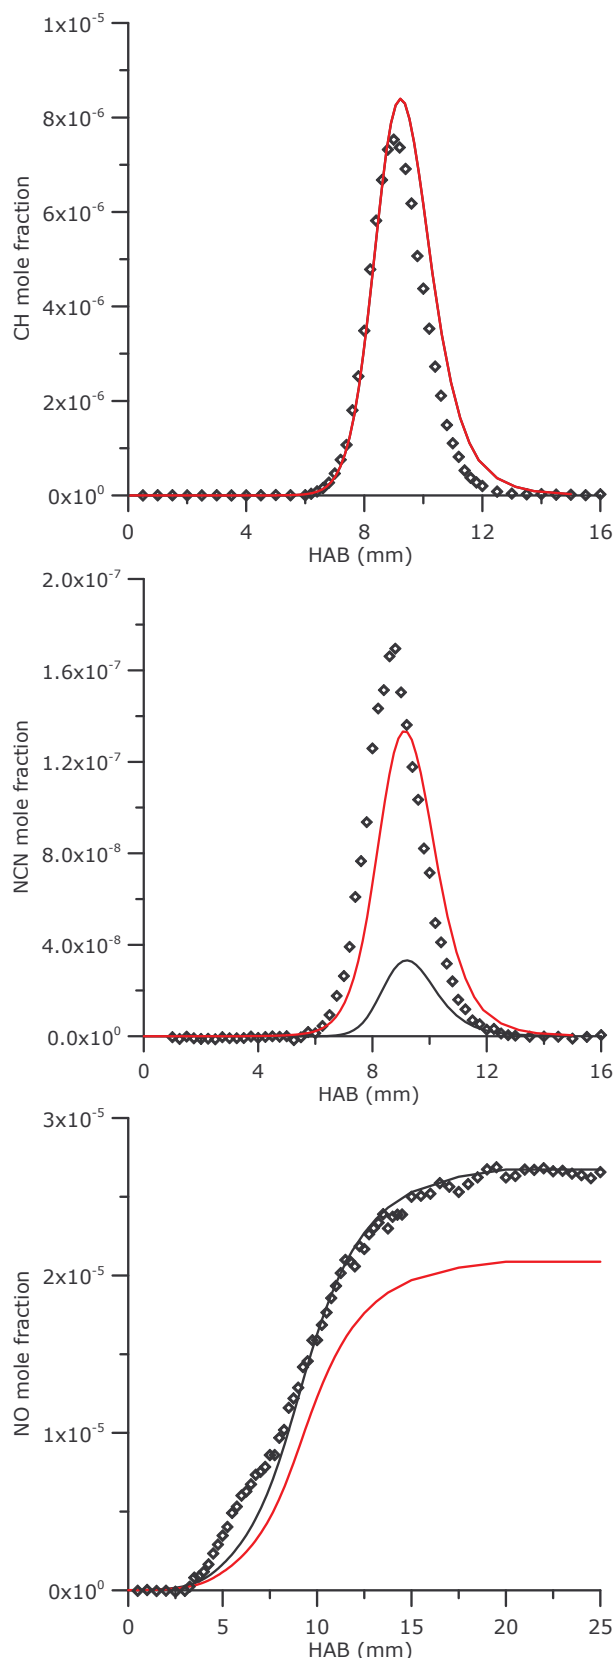 CH mole fraction
1x10⁻⁵
8x10⁻⁶
6x10⁻⁶
4x10⁻⁶
2x10⁻⁶
0x10⁰
0 4 8 12 16
HAB (mm)
NCN mole fraction
2.0x10⁻⁷
1.6x10⁻⁷
1.2x10⁻⁷
8.0x10⁻⁸
4.0x10⁻⁸
0.0x10⁰
0 4 8 12 16
HAB (mm)
NO mole fraction
3x10⁻⁵
2x10⁻⁵
1x10⁻⁵
0x10⁰
0 5 10 15 20 25
HAB (mm)